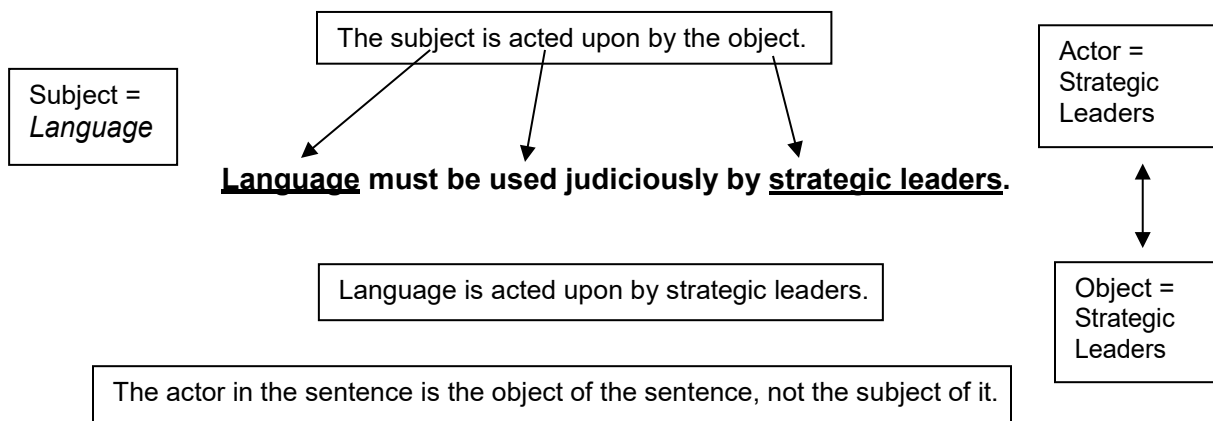 The subject is acted upon by the object.
Subject =
Language
Actor =
Strategic
Leaders
Language must be used judiciously by strategic leaders.
Language is acted upon by strategic leaders.
Object =
Strategic
Leaders
The actor in the sentence is the object of the sentence, not the subject of it.